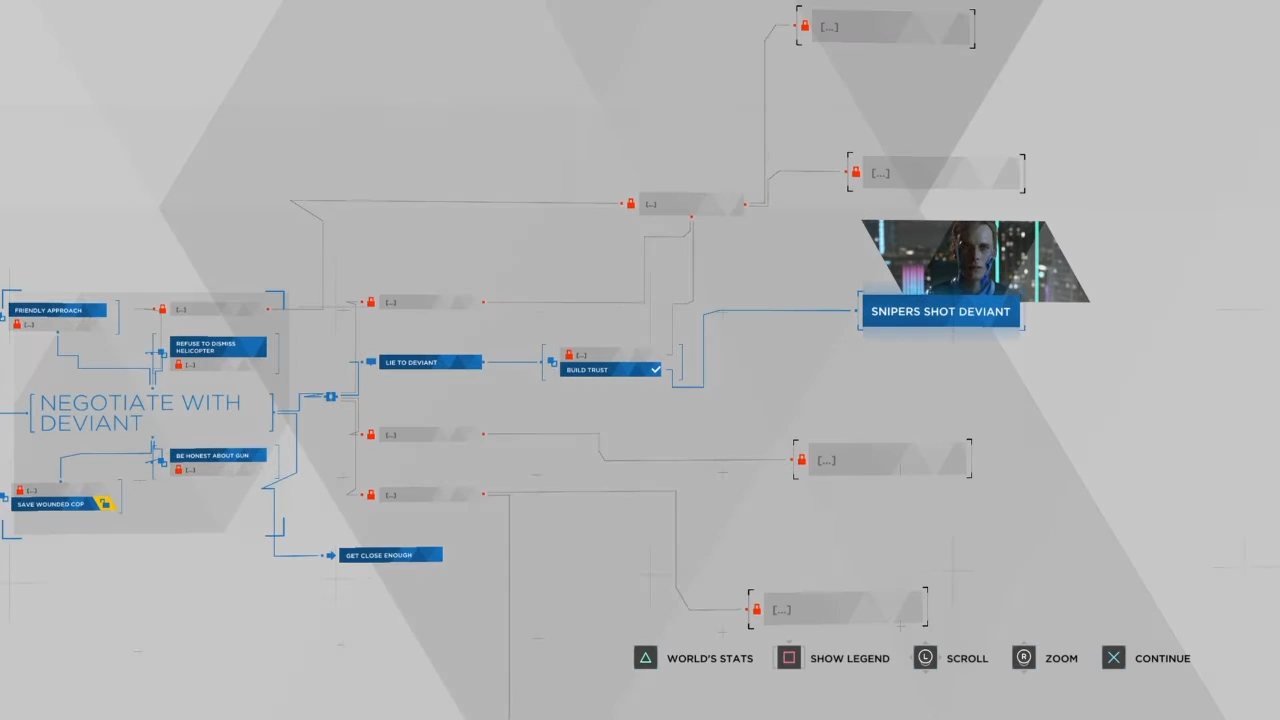 [...]
[...]
[...]
[...]
SNIPERS SHOT DEVIANT
FRIENDLY APPROACH
[...]
[...]
REFUSE TO DISMISS
HELICOPTER
[...]
LIE TO DEVIANT
[...]
BUILD TRUST
NEGOTIATE WITH
DEVIANT
[...]
[...]
BE HONEST ABOUT GUN
[...]
[...]
SAVE WOUNDED COP
[...]
GET CLOSE ENOUGH
[...]
WORLD'S STATS
SHOW LEGEND
L
SCROLL
R
ZOOM
CONTINUE